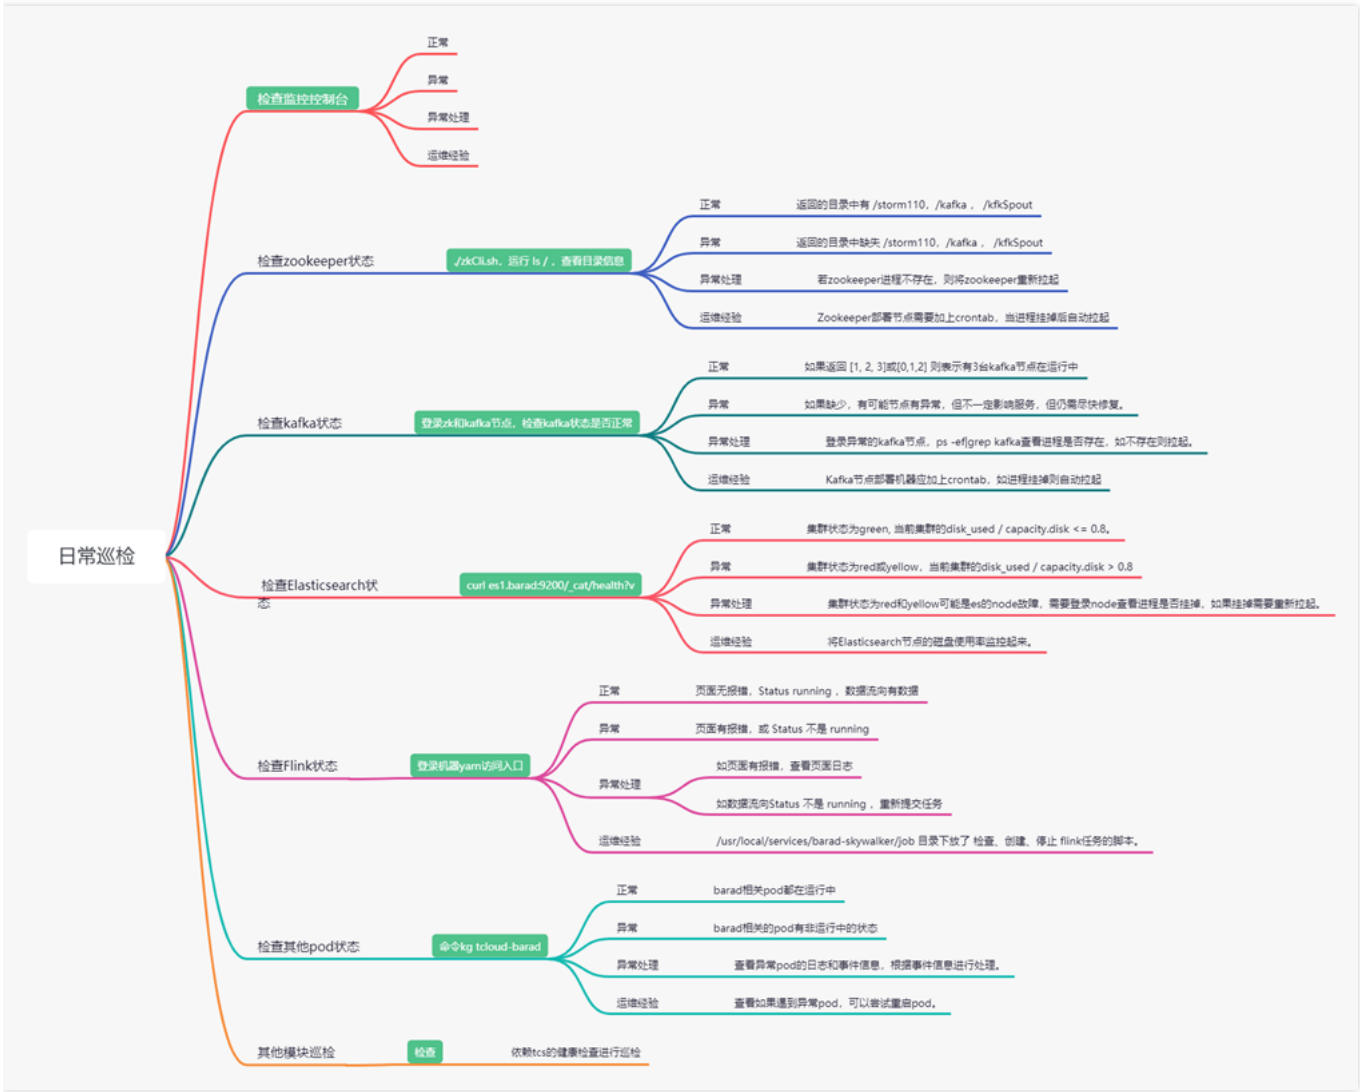 日常巡检
检查监控控制台
正常
异常
异常处理
运维经验
检查zookeeper状态
./zkCli.sh，运行 ls / ，查看目录信息
正常
返回的目录中有 /storm110，/kafka ， /kfkSpout
异常
返回的目录中缺失 /storm110，/kafka ， /kfkSpout
异常处理
若zookeeper进程不存在，则将zookeeper重新拉起
运维经验
Zookeeper部署节点需要加上crontab，当进程挂掉后自动拉起
检查kafka状态
登录zk和kafka节点，检查kafka状态是否正常
正常
如果返回 [1, 2, 3]或[0,1,2] 则表示有3台kafka节点在运行中
异常
如果缺少，有可能节点有异常，但不一定影响服务，但仍需尽快修复。
异常处理
登录异常的kafka节点，ps -ef|grep kafka查看进程是否存在，如不存在则拉起。
运维经验
Kafka节点部署机器应加上crontab，如进程挂掉则自动拉起
检查Elasticsearch状
态
curl es1.barad:9200/_cat/health?v
正常
集群状态为green, 当前集群的disk_used / capacity.disk <= 0.8。
异常
集群状态为red或yellow，当前集群的disk_used / capacity.disk > 0.8
异常处理
集群状态为red和yellow可能是es的node故障，需要登录node查看进程是否挂掉，如果挂掉需要重新拉起。
运维经验
将Elasticsearch节点的磁盘使用率监控起来。
检查Flink状态
登录机器yarn访问入口
正常
页面无报错，Status running ，数据流向有数据
异常
页面有报错，或 Status 不是 running
异常处理
如页面有报错，查看页面日志
如数据流向Status 不是 running ，重新提交任务
运维经验
/usr/local/services/barad-skywalker/job 目录下放了 检查、创建、停止 flink任务的脚本。
检查其他pod状态
命令kg tcloud-barad
正常
barad相关pod都在运行中
异常
barad相关的pod有非运行中的状态
异常处理
查看异常pod的日志和事件信息，根据事件信息进行处理。
运维经验
查看如果遇到异常pod，可以尝试重启pod。
其他模块巡检
检查
依赖tcs的健康检查进行巡检